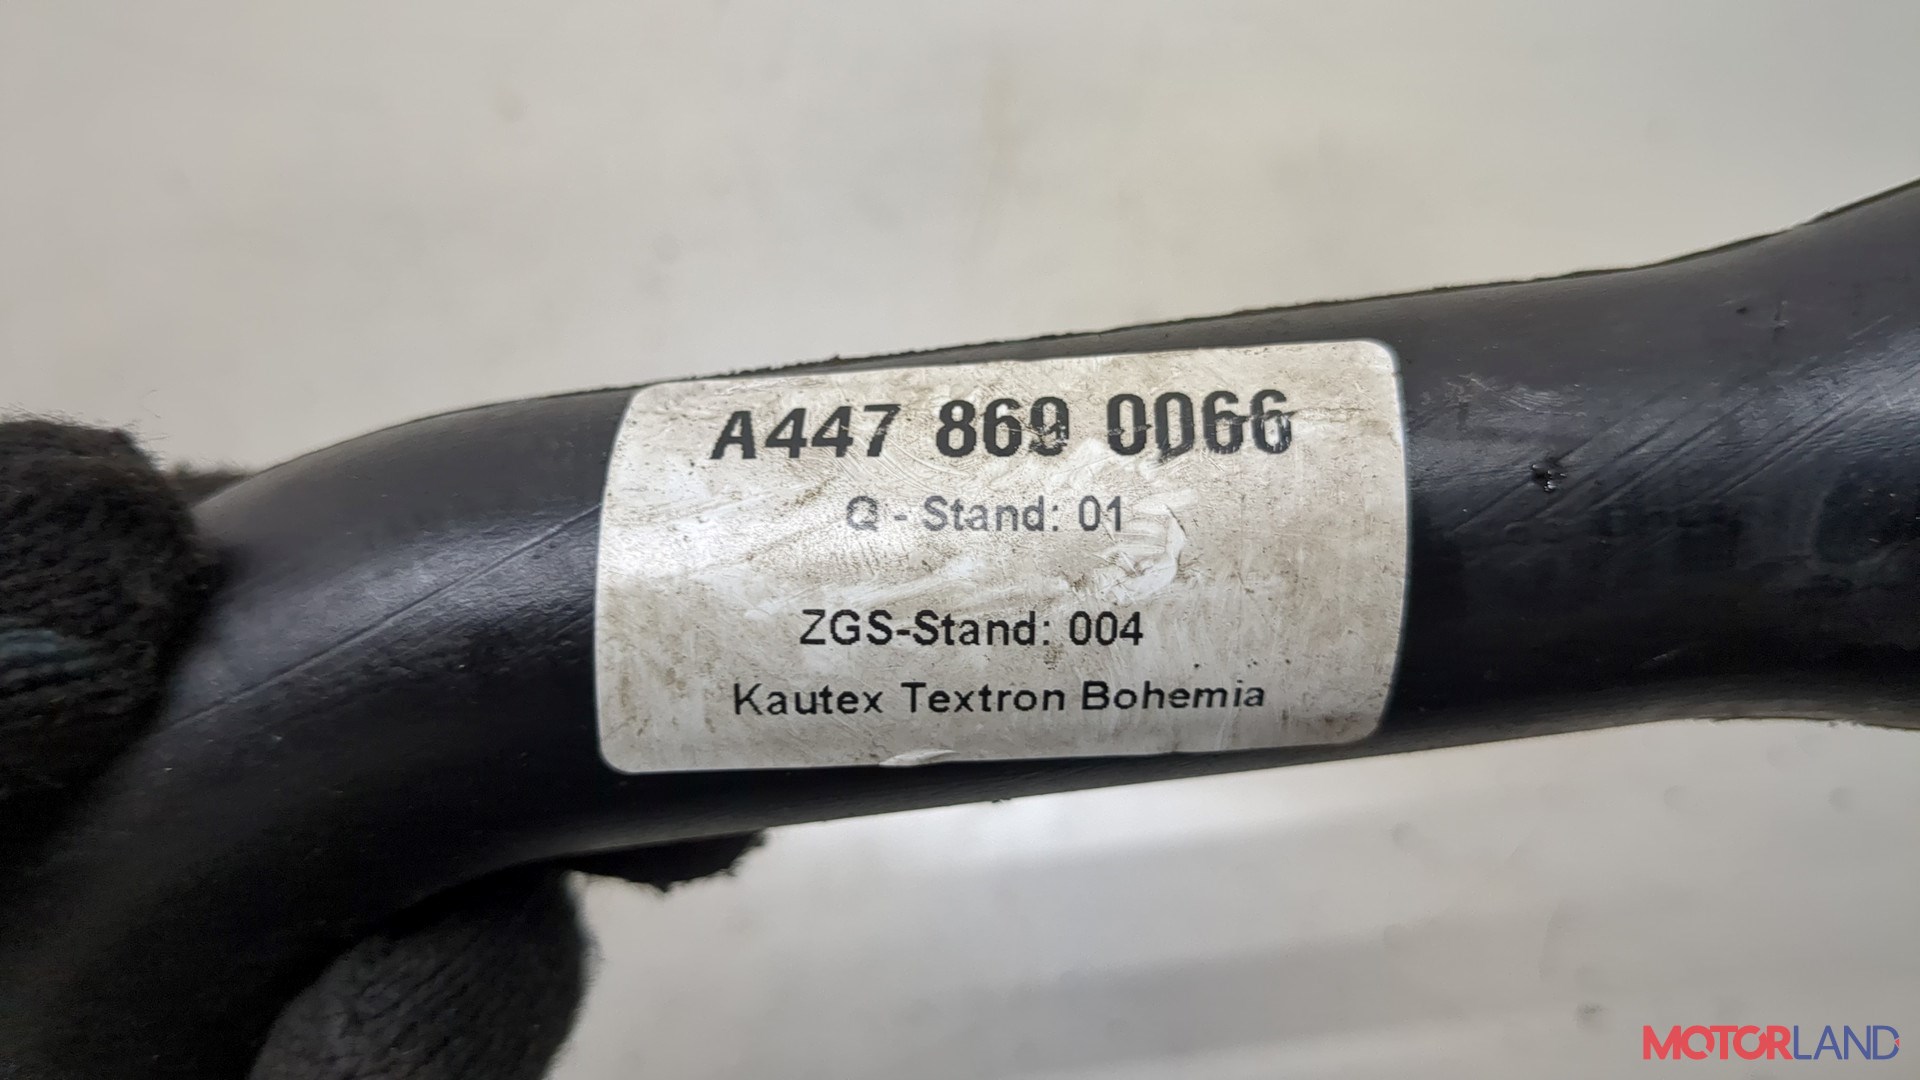 A447 869 0066
Q - Stand: 01
ZGS-Stand: 004
Kautex Textron Bohemia
MOTORLAND